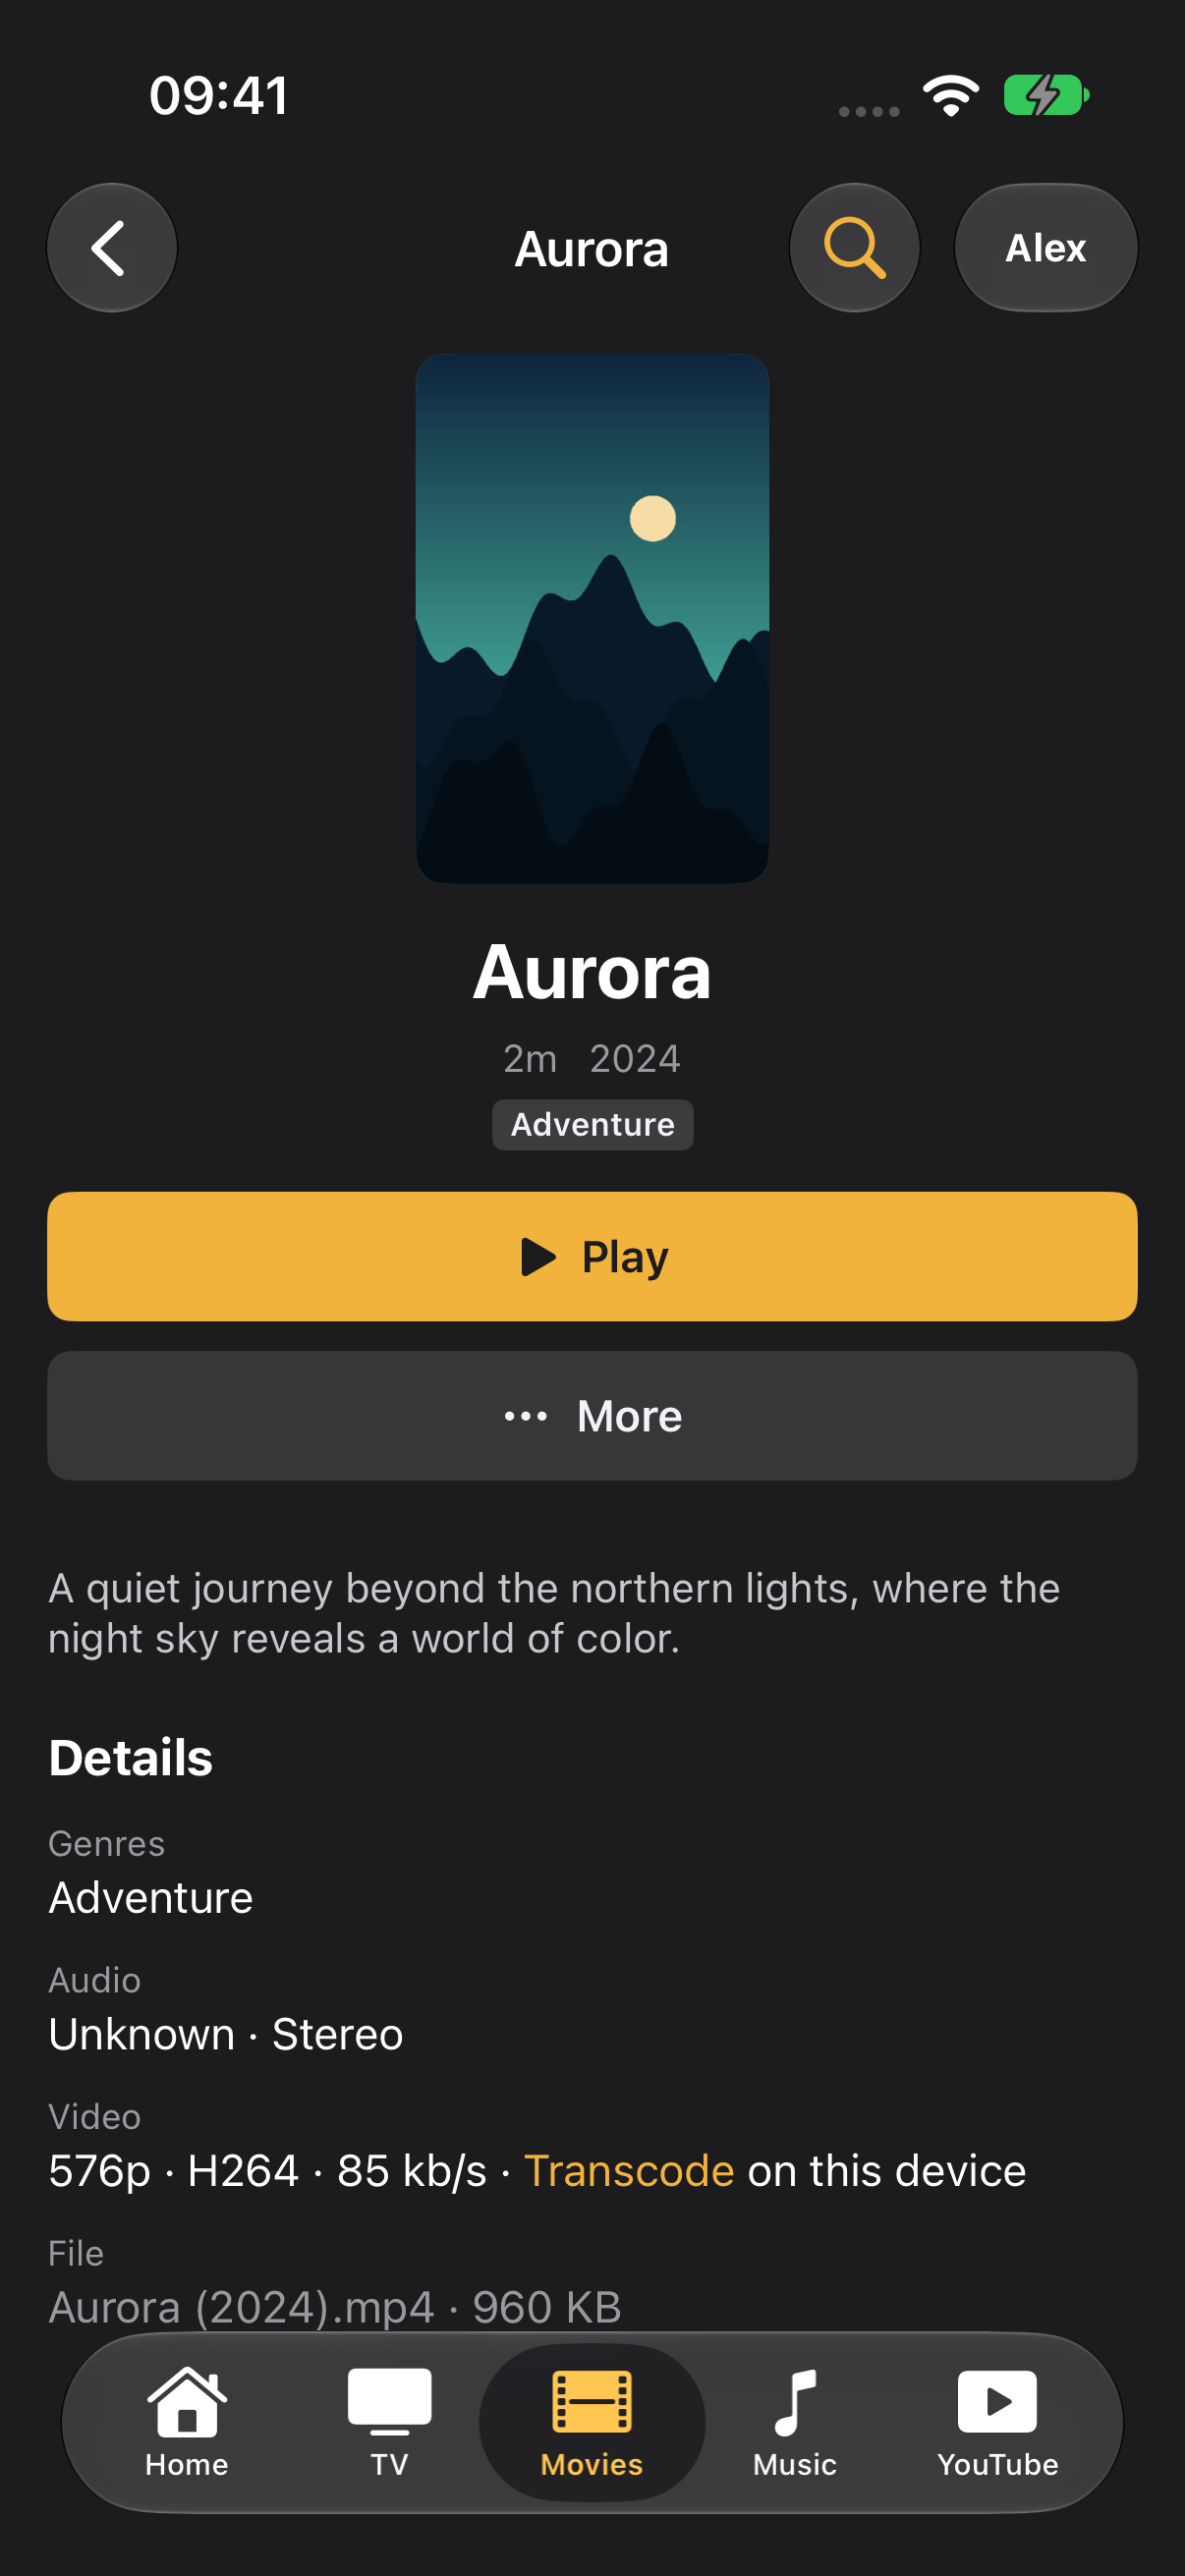 09:41
Aurora
Alex
Aurora
2m 2024
Adventure
Play
More
A quiet journey beyond the northern lights, where the
night sky reveals a world of color.
Details
Genres
Adventure
Audio
Unknown · Stereo
Video
576p · H264 · 85 kb/s · Transcode on this device
File
Aurora (2024).mp4 · 960 KB
Home TV Movies Music YouTube